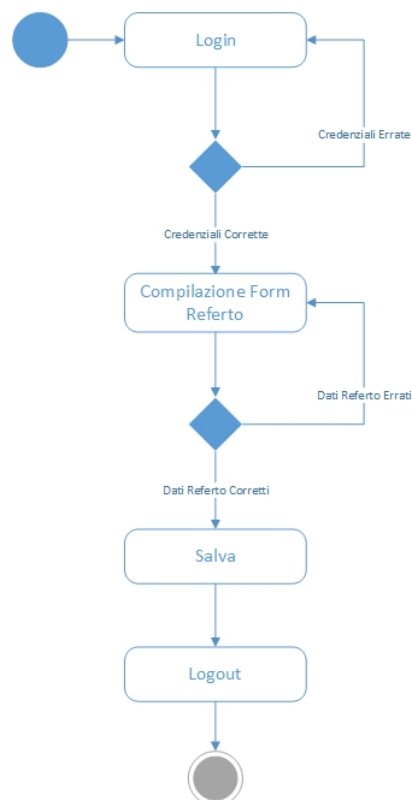 Login
Credenziali Errate
Credenziali Corrette
Compilazione Form
Referto
Dati Referto Errati
Dati Referto Corretti
Salva
Logout